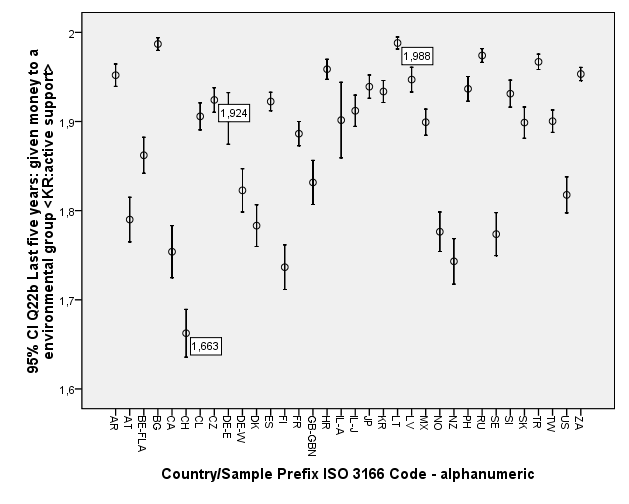 95% CI Q22b Last five years: given money to a
environmental group <KR:active support>
2
1,9
1,8
1,7
1,6
1,988
1,924
1,663
AR
AT
BE-FLA
BG
CA
CH
CL
CZ
DE-E
DE-W
DK
ES
FI
FR
GB-GBN
HR
IL-A
IL-J
JP
KR
LT
LV
MX
NO
NZ
PH
RU
SE
SI
SK
TR
TW
US
ZA
Country/Sample Prefix ISO 3166 Code - alphanumeric